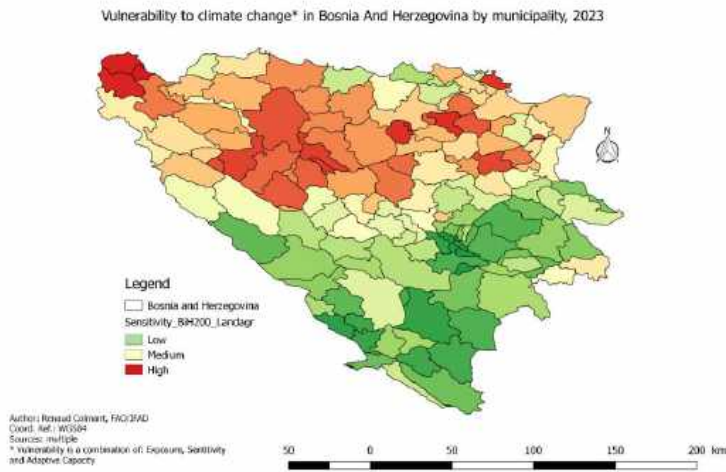 Vulnerability to climate change* in Bosnia And Herzegovina by municipality, 2023
N
Legend
Bosnia and Herzegovina
Sensitivity_BiH200_Landagr
Low
Medium
High
Author: Renaud Colmant, FAO/IFAD
Coord. Ref.: WGS84
Sources: multiple
* Vulnerability is a combination of: Exposure, Sentitivity
and Adaptive Capacity
50 0 50 100 150 200 km